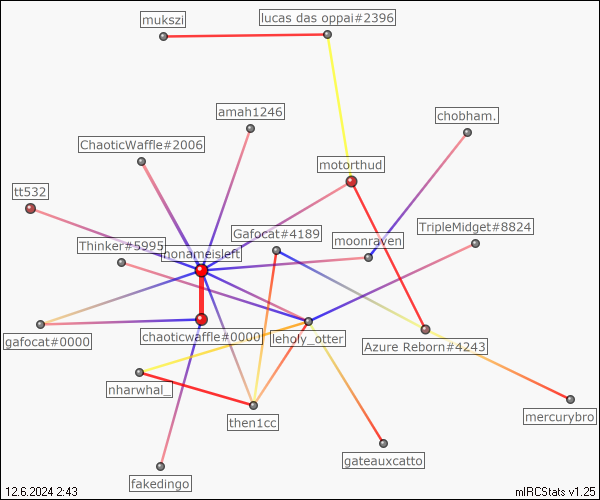 lucas das oppai#2396
mukszi
amah1246
chobham.
ChaoticWaffle#2006
motorthud
tt532
TripleMidget#8824
Gafocat#4189
moonraven
Thinker#5995
nonameisleft
chaoticwaffle#0000
leholy_otter
gafocat#0000
Azure Reborn#4243
nharwhal_
mercurybro
then1cc
gateauxcatto
fakedingo
12.6.2024 2:43
mIRCStats v1.25